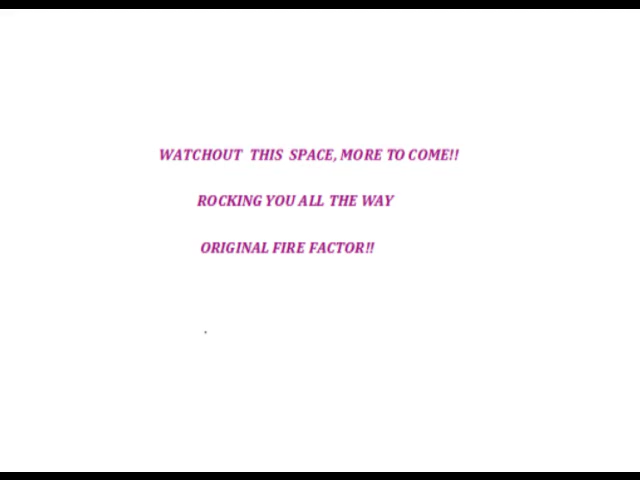 WATCHOUT THIS SPACE, MORE TO COME!!
ROCKING YOU ALL THE WAY
ORIGINAL FIRE FACTOR!!
.